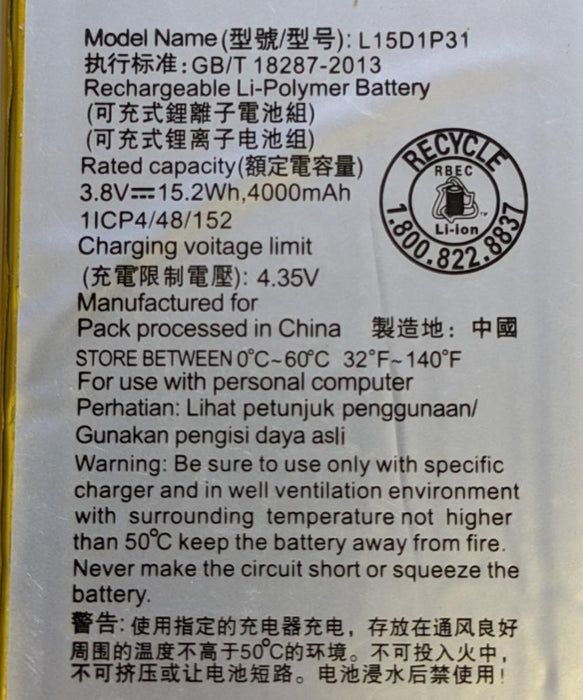 Model Name(型號/型号): L15D1P31
执行标准:GB/T 18287-2013
Rechargeable Li-Polymer Battery
(可充式鋰離子電池組)
(可充式锂离子电池组)
Rated capacity(額定電容量)
3.8V⎓15.2Wh,4000mAh
1ICP4/48/152
Charging voitage limit
(充電限制電壓): 4.35V
Manufactured for
Pack processed in China 製造地: 中國
RECYCLE
RBEC
Li-ion
1.800.822.8837
STORE BETWEEN 0°C~60°C 32°F~140°F
For use with personal computer
Perhatian: Lihat petunjuk penggunaan/
Gunakan pengisi daya asli
Warning: Be sure to use only with specific
charger and in well ventilation environment
with surrounding temperature not higher
than 50°C keep the battery away from fire.
Never make the circuit short or squeeze the
battery.
警告: 使用指定的充电器充电，存放在通风良好
周围的温度不高于50°C的环境。不可投入火中，
不可挤压或让电池短路。电池浸水后禁使用！